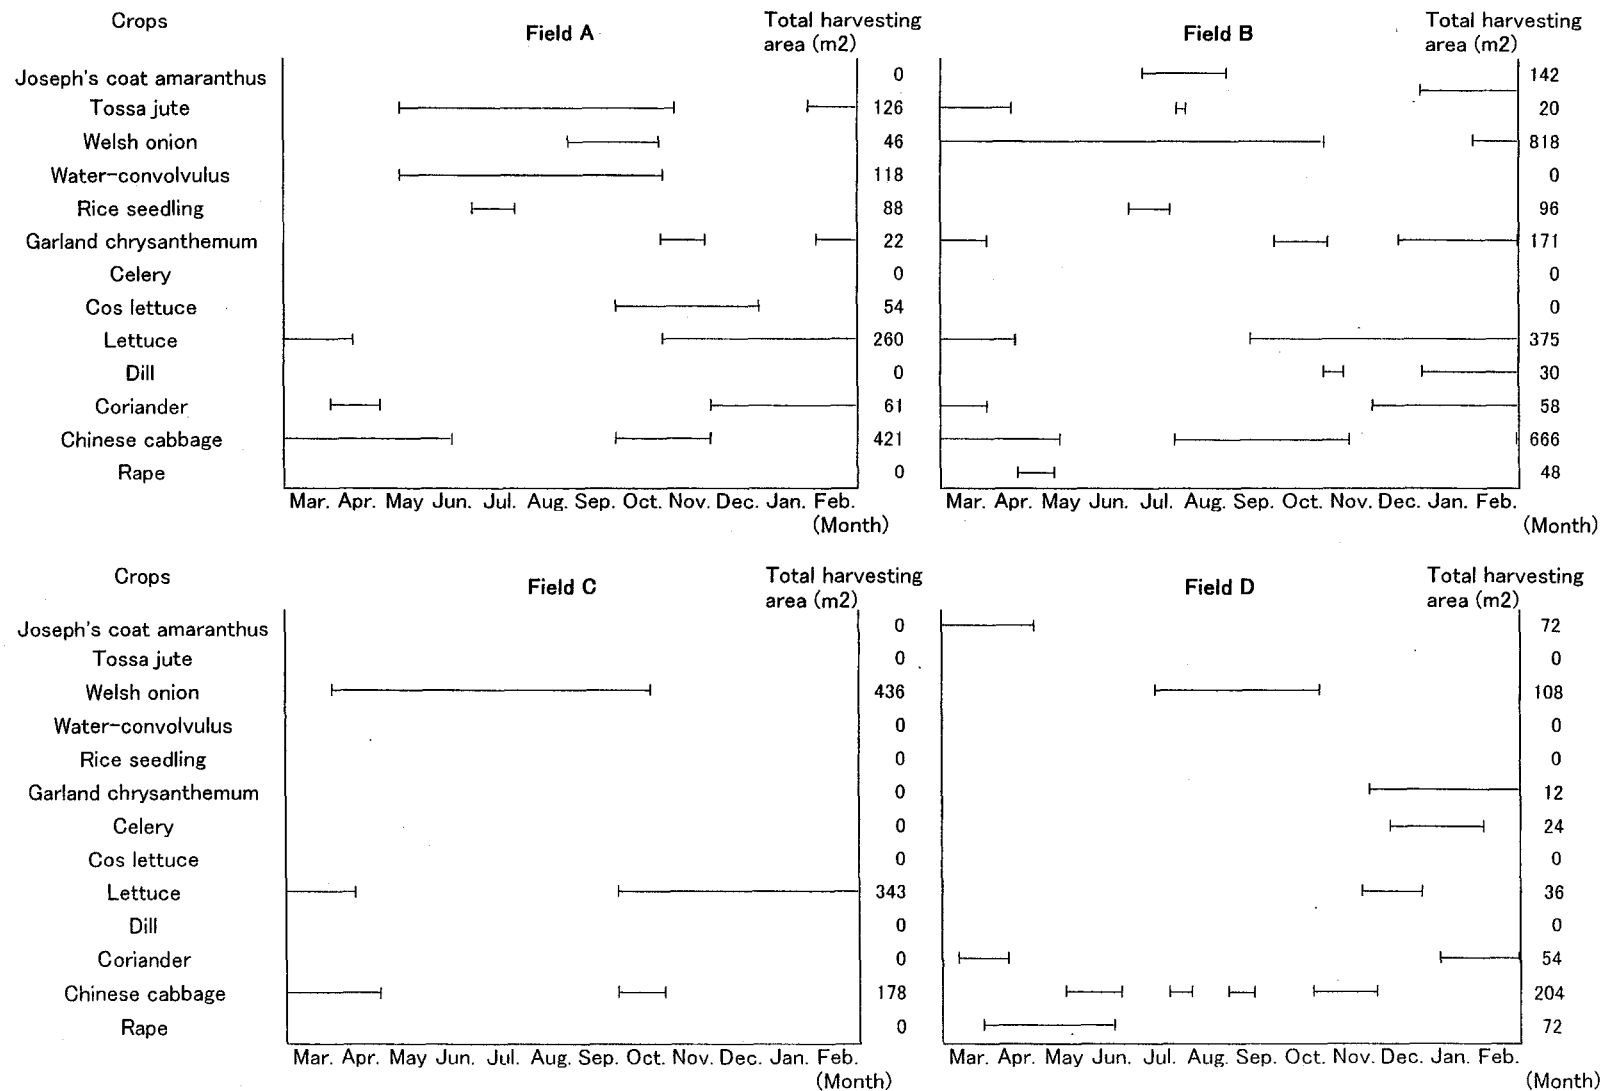 Crops
Field A
Total harvesting
area (m2)
Joseph's coat amaranthus 0
Tossa jute 126
Welsh onion 46
Water-convolvulus 118
Rice seedling 88
Garland chrysanthemum 22
Celery 0
Cos lettuce 54
Lettuce 260
Dill 0
Coriander 61
Chinese cabbage 421
Rape 0
Mar. Apr. May Jun. Jul. Aug. Sep. Oct. Nov. Dec. Jan. Feb.
(Month)
Field B
Total harvesting
area (m2)
142
20
818
0
96
171
0
0
375
30
58
666
48
Mar. Apr. May Jun. Jul. Aug. Sep. Oct. Nov. Dec. Jan. Feb.
(Month)
Crops
Field C
Total harvesting
area (m2)
Joseph's coat amaranthus 0
Tossa jute 0
Welsh onion 436
Water-convolvulus 0
Rice seedling 0
Garland chrysanthemum 0
Celery 0
Cos lettuce 0
Lettuce 343
Dill 0
Coriander 0
Chinese cabbage 178
Rape 0
Mar. Apr. May Jun. Jul. Aug. Sep. Oct. Nov. Dec. Jan. Feb.
(Month)
Field D
Total harvesting
area (m2)
72
0
108
0
0
12
24
0
36
0
54
204
72
Mar. Apr. May Jun. Jul. Aug. Sep. Oct. Nov. Dec. Jan. Feb.
(Month)